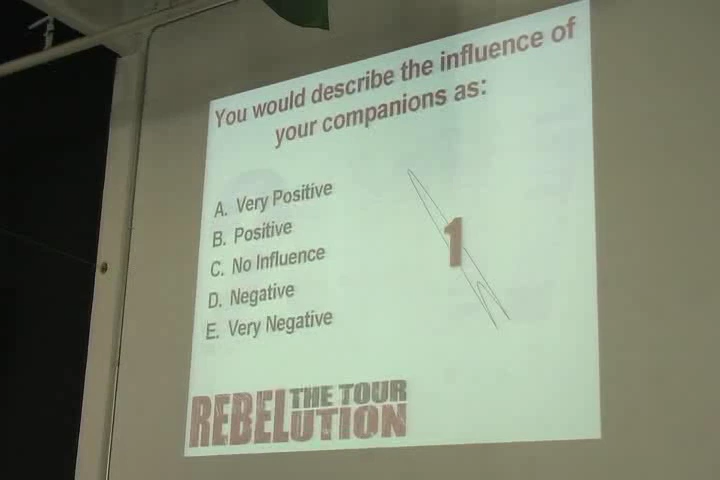 You would describe the influence of
your companions as:
A. Very Positive
B. Positive
C. No Influence
D. Negative
E. Very Negative
1
REBELUTION
THE TOUR